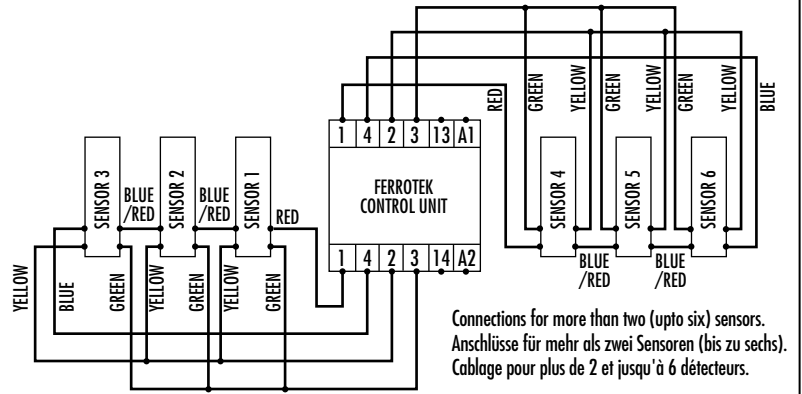 RED
GREEN
YELLOW
GREEN
YELLOW
GREEN
YELLOW
BLUE
1 4 2 3 13 A1
FERROTEK
CONTROL UNIT
1 4 2 3 14 A2
SENSOR 3
BLUE
/RED
SENSOR 2
BLUE
/RED
SENSOR 1
RED
SENSOR 4
SENSOR 5
SENSOR 6
BLUE
/RED
BLUE
/RED
YELLOW
BLUE
GREEN
YELLOW
GREEN
YELLOW
GREEN
Connections for more than two (upto six) sensors.
Anschlüsse für mehr als zwei Sensoren (bis zu sechs).
Cablage pour plus de 2 et jusqu'à 6 détecteurs.